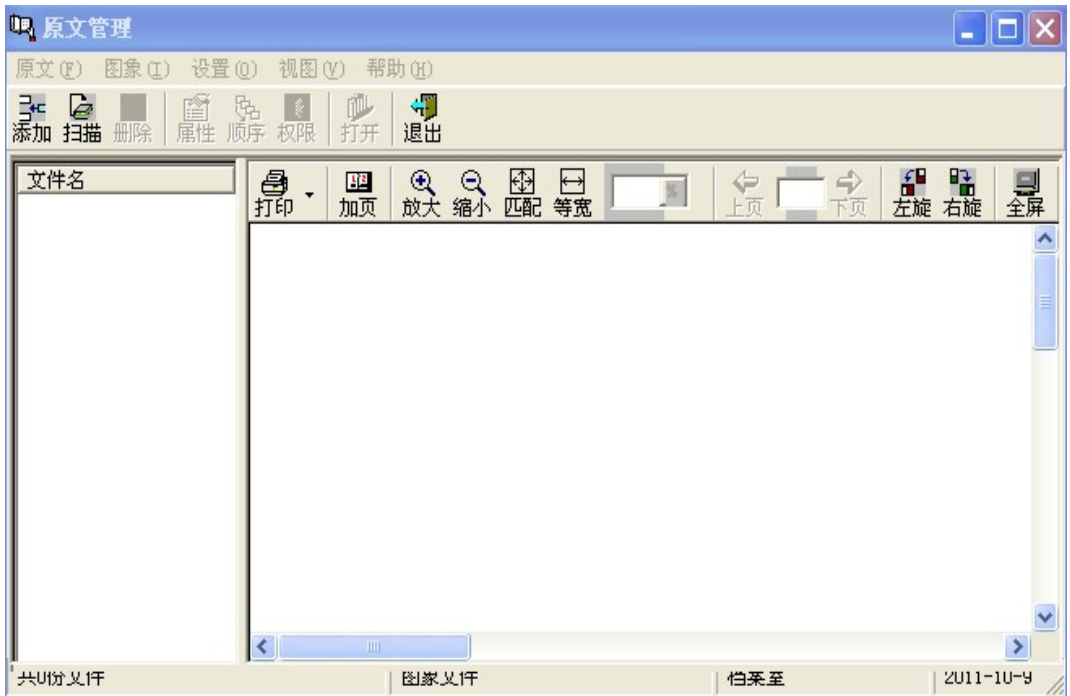 原文管理
原文(F) 图象(I) 设置(O) 视图(V) 帮助(H)
添加 扫描 删除 属性 顺序 权限 打开 退出
文件名
打印 加页 放大 缩小 匹配 等宽 % 上页 下页 左旋 右旋 全屏
共0份文件 图象文件 档案室 2011-10-9